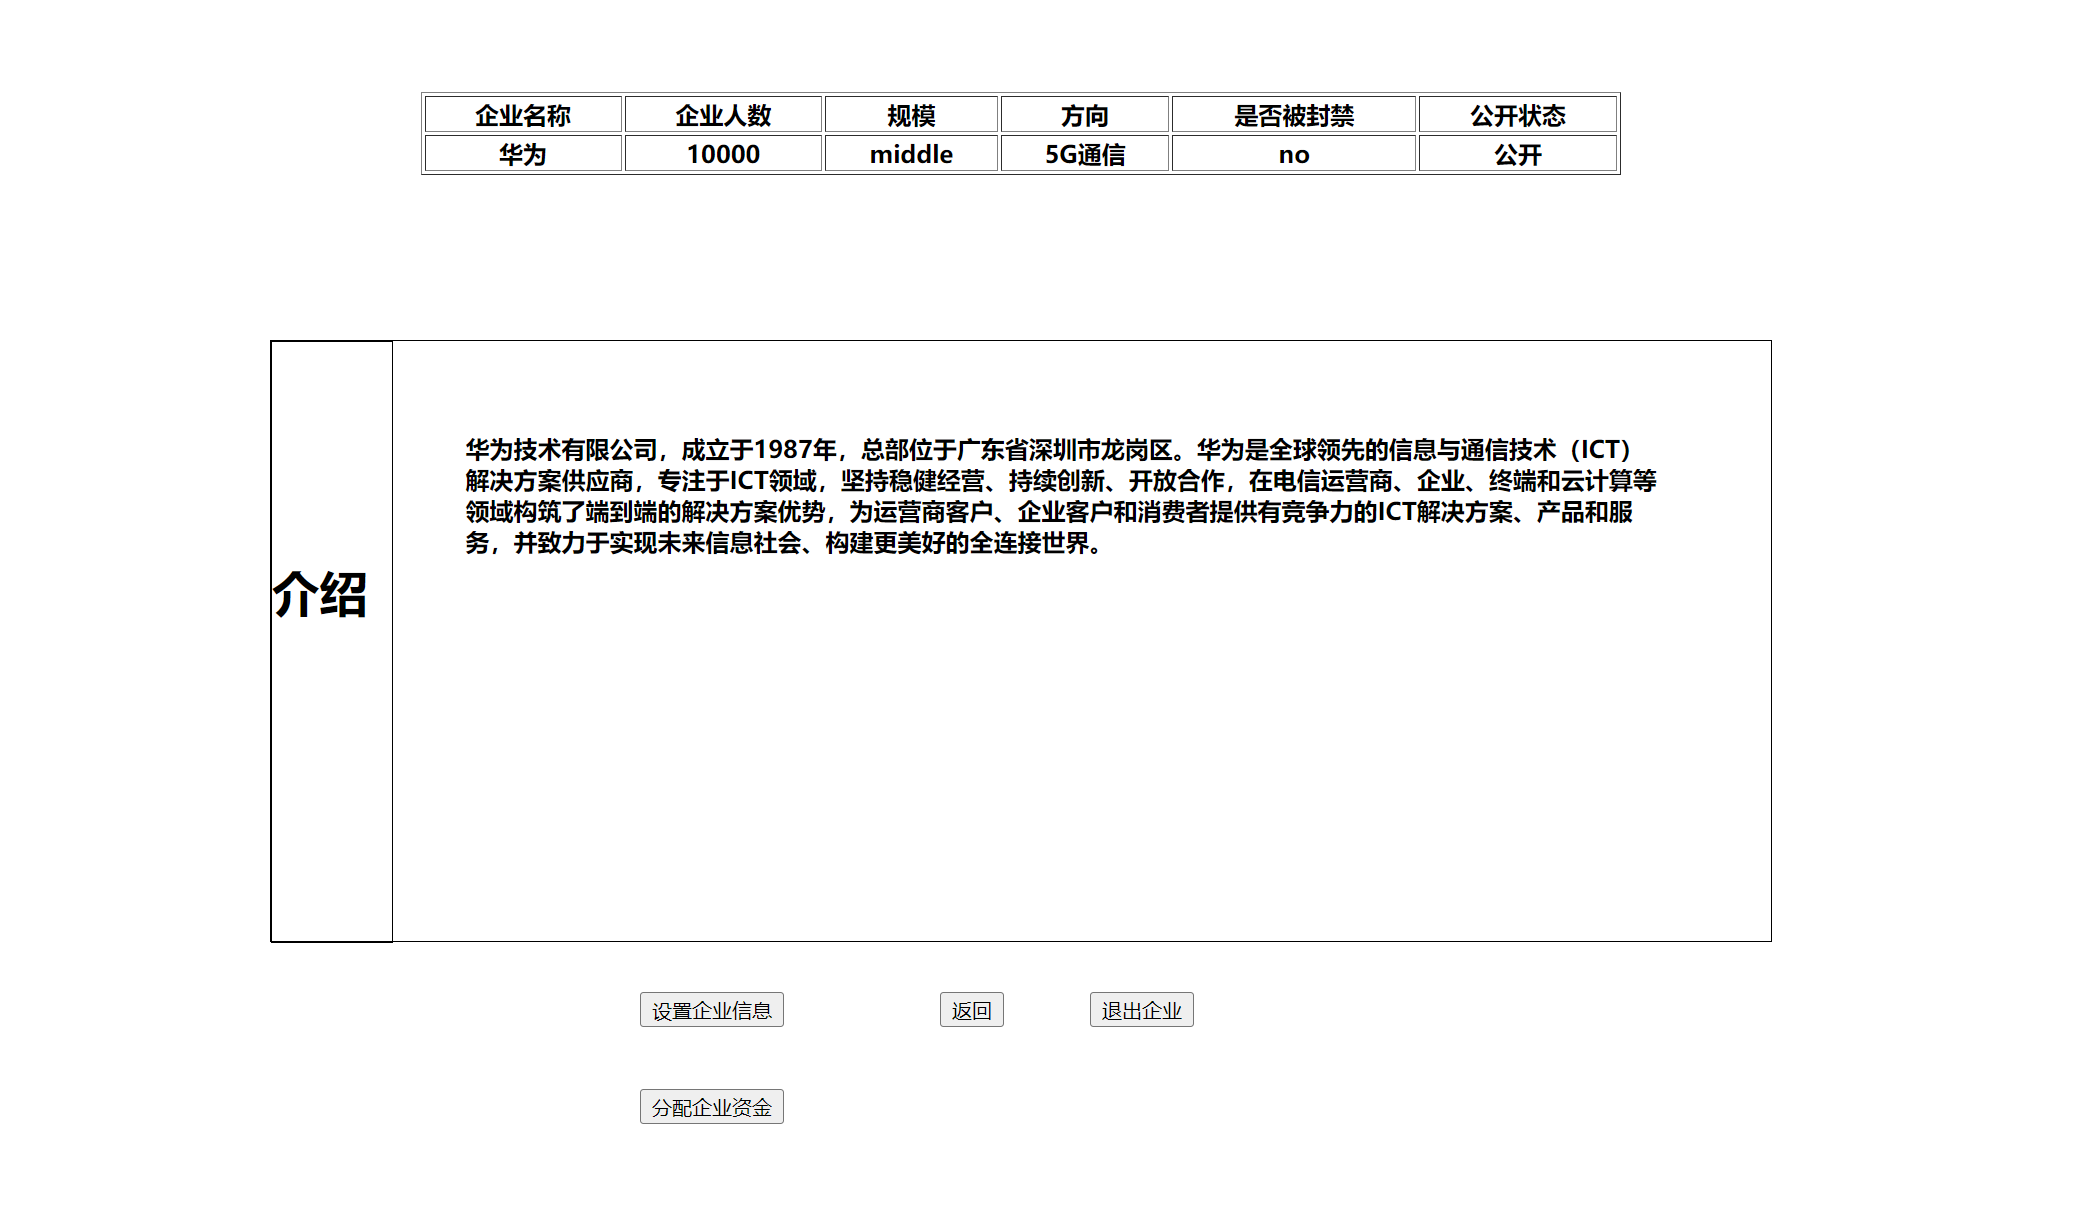 企业名称 企业人数 规模 方向 是否被封禁 公开状态
华为 10000 middle 5G通信 no 公开
华为技术有限公司，成立于1987年，总部位于广东省深圳市龙岗区。华为是全球领先的信息与通信技术（ICT）
解决方案供应商，专注于ICT领域，坚持稳健经营、持续创新、开放合作，在电信运营商、企业、终端和云计算等
领域构筑了端到端的解决方案优势，为运营商客户、企业客户和消费者提供有竞争力的ICT解决方案、产品和服
务，并致力于实现未来信息社会、构建更美好的全连接世界。
介绍
设置企业信息 返回 退出企业
分配企业资金